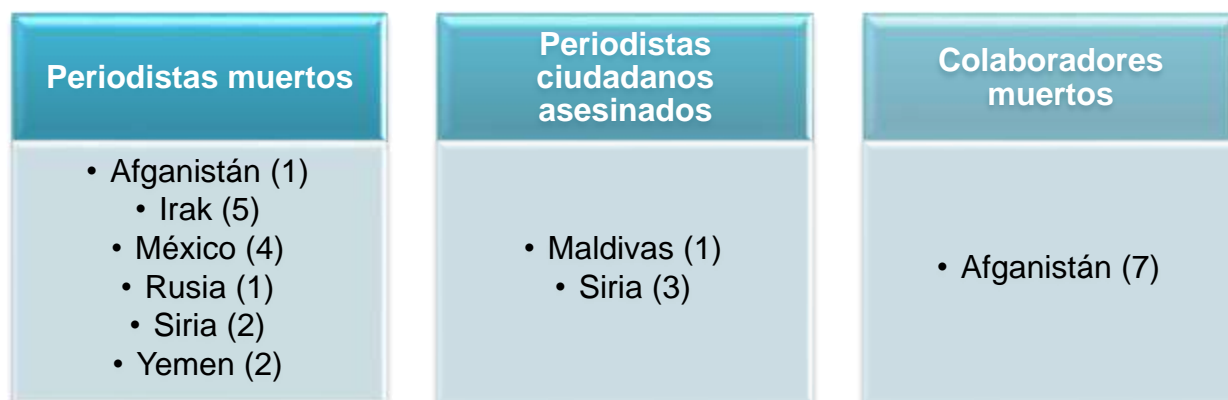 Periodistas muertos
• Afganistán (1)
• Irak (5)
• México (4)
• Rusia (1)
• Siria (2)
• Yemen (2)
Periodistas
ciudadanos
asesinados
• Maldivas (1)
• Siria (3)
Colaboradores
muertos
• Afganistán (7)